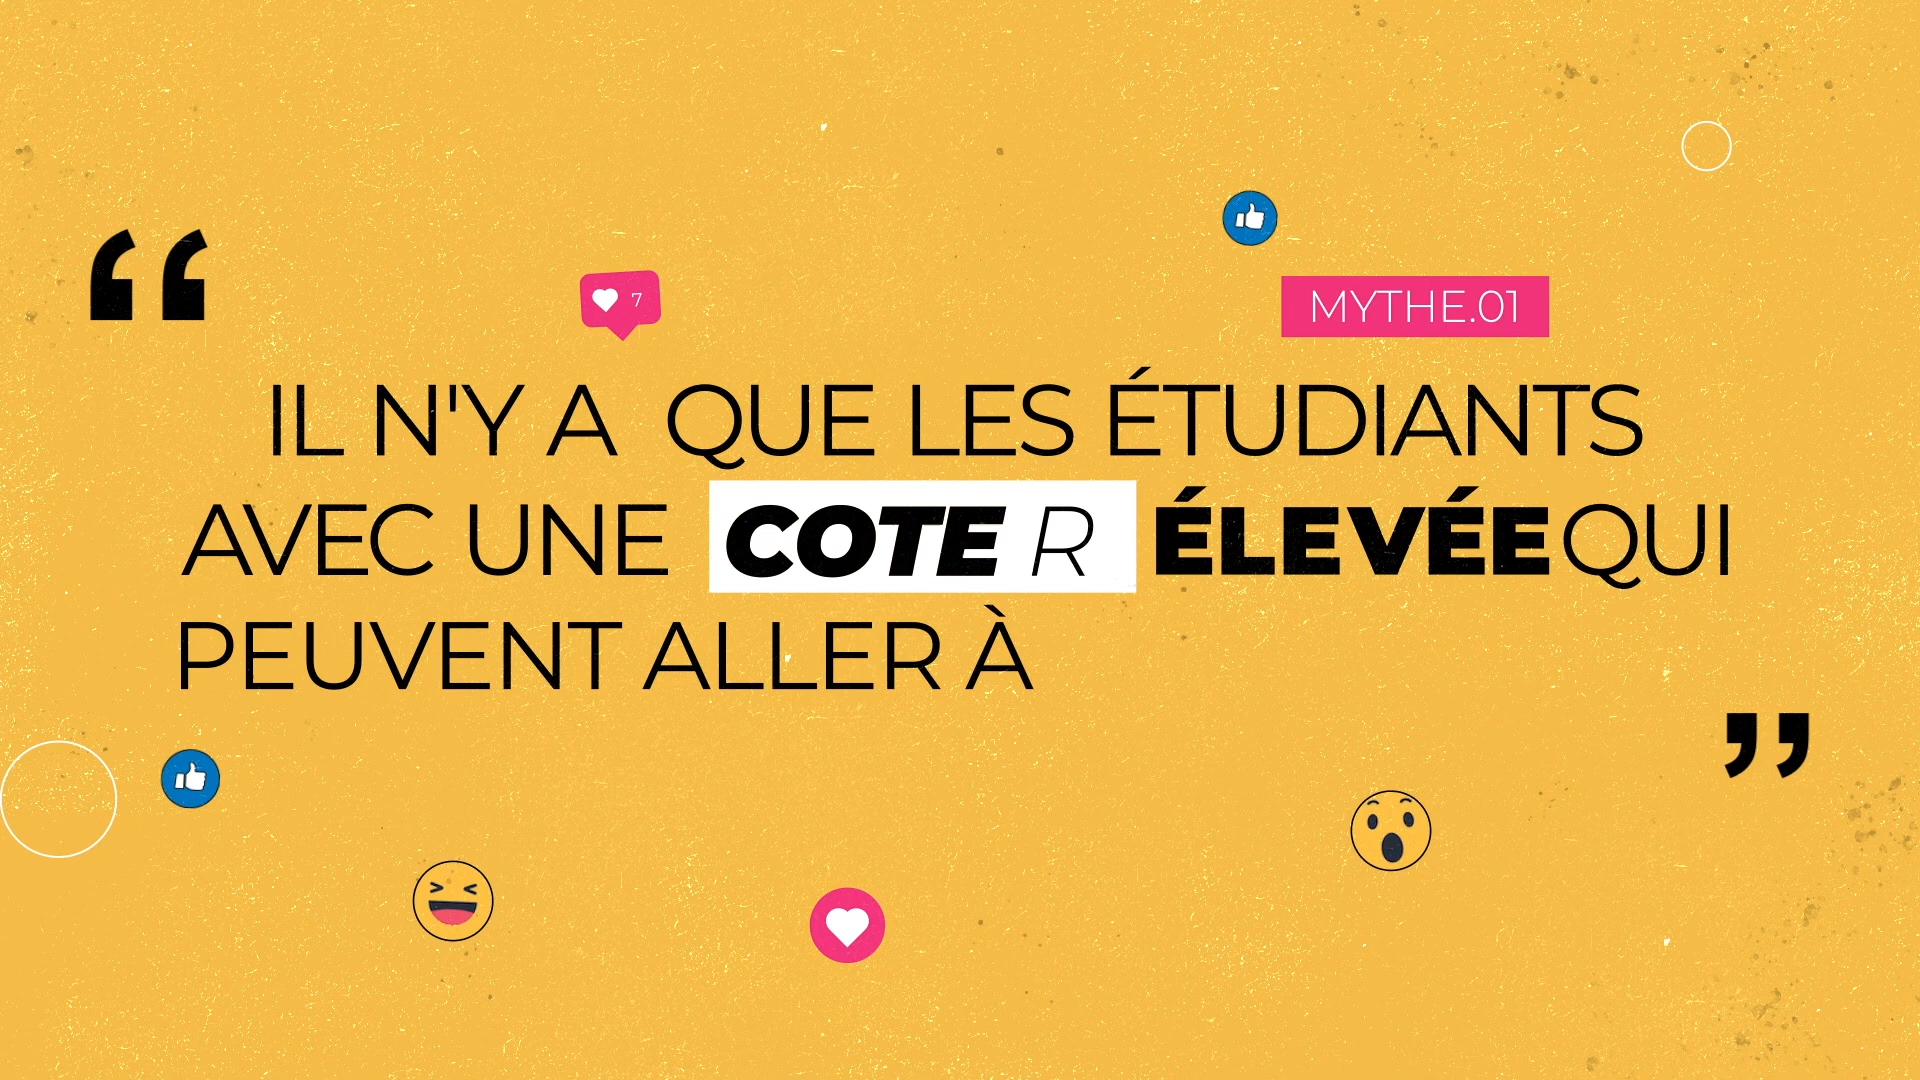 “
7
MYTHE.01
IL N'Y A QUE LES ÉTUDIANTS
AVEC UNE COTE R ÉLEVÉE QUI
PEUVENT ALLER À
”